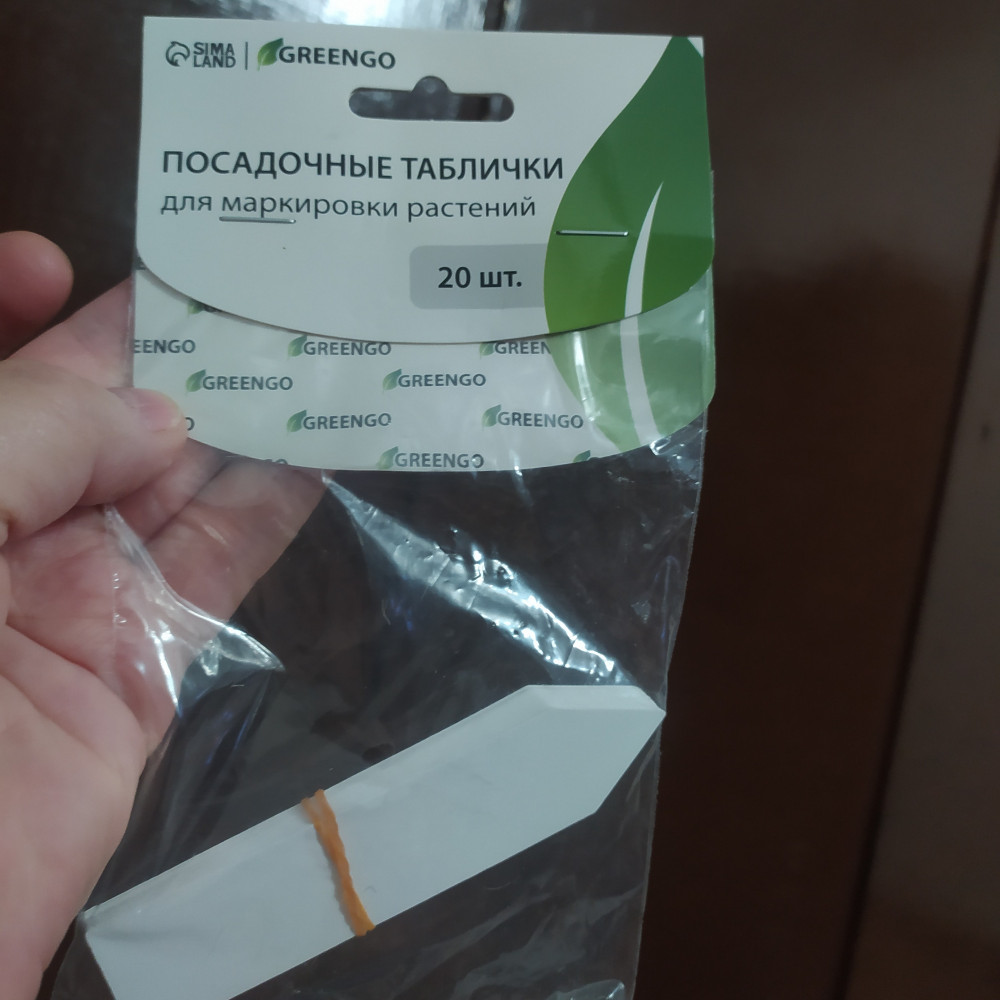 SIMA LAND | GREENGO
ПОСАДОЧНЫЕ ТАБЛИЧКИ
для маркировки растений
20 шт.
EENGO GREENGO GREEN
GREENGO GREENGO
GREENGO GREENGO
GREENGO